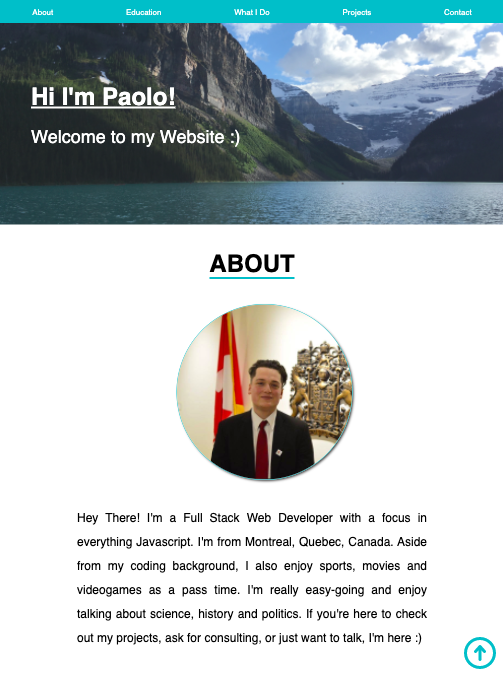 About Education What I Do Projects Contact
Hi I'm Paolo!
Welcome to my Website :)
ABOUT
Hey There! I'm a Full Stack Web Developer with a focus in
everything Javascript. I'm from Montreal, Quebec, Canada. Aside
from my coding background, I also enjoy sports, movies and
videogames as a pass time. I'm really easy-going and enjoy
talking about science, history and politics. If you're here to check
out my projects, ask for consulting, or just want to talk, I'm here :)